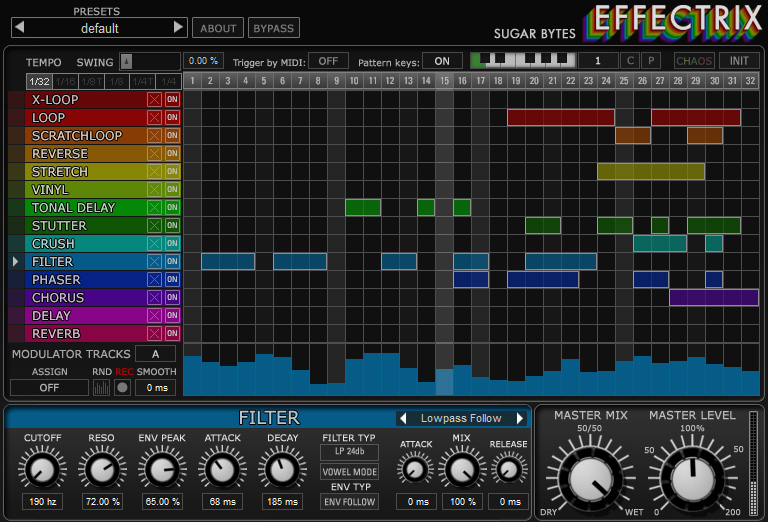 PRESETS
default
ABOUT BYPASS
SUGAR BYTES EFFECTRIX
TEMPO SWING 0.00 % Trigger by MIDI: OFF Pattern keys: ON 1 C P CHAOS INIT
1/32 1/16 1/8T 1/8 1/4T 1/4 1 2 3 4 5 6 7 8 9 10 11 12 13 14 15 16 17 18 19 20 21 22 23 24 25 26 27 28 29 30 31 32
X-LOOP ON
LOOP ON
SCRATCHLOOP ON
REVERSE ON
STRETCH ON
VINYL ON
TONAL DELAY ON
STUTTER ON
CRUSH ON
FILTER ON
PHASER ON
CHORUS ON
DELAY ON
REVERB ON
MODULATOR TRACKS A
ASSIGN RND REC SMOOTH
OFF 0 ms
FILTER Lowpass Follow
CUTOFF RESO ENV PEAK ATTACK DECAY FILTER TYP ATTACK MIX RELEASE
LP 24db
VOWEL MODE
ENV TYP
190 hz 72.00 % 65.00 % 68 ms 185 ms ENV FOLLOW 0 ms 100 % 0 ms
MASTER MIX MASTER LEVEL
50/50 100%
50 50
DRY WET 0 200